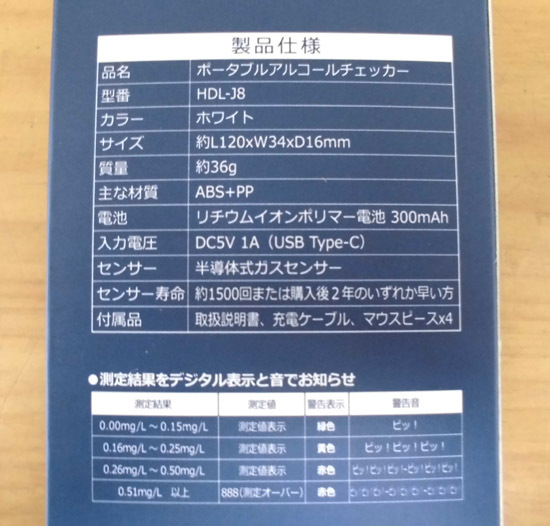 製品仕様
品名 ポータブルアルコールチェッカー
型番 HDL-J8
カラー ホワイト
サイズ 約L120xW34xD16mm
質量 約36g
主な材質 ABS+PP
電池 リチウムイオンポリマー電池 300mAh
入力電圧 DC5V 1A（USB Type-C）
センサー 半導体式ガスセンサー
センサー寿命 約1500回または購入後２年のいずれか早い方
付属品 取扱説明書、充電ケーブル、マウスピースx4
●測定結果をデジタル表示と音でお知らせ
測定結果 測定値 警告表示 警告音
0.00mg/L～0.15mg/L 測定値表示 緑色 ピッ！
0.16mg/L～0.25mg/L 測定値表示 黄色 ピッ！ピッ！ピッ！
0.26mg/L～0.50mg/L 測定値表示 赤色 ピッ！ピッ！ピッ！-ピッ！ピッ！ピッ！
0.51mg/L 以上 888(測定オーバー) 赤色